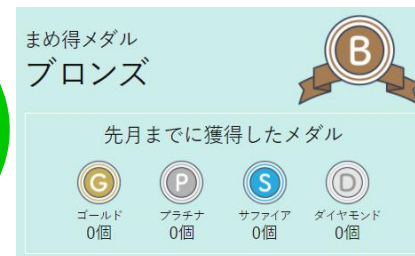 まめ得メダル
ブロンズ
B
先月までに獲得したメダル
G P S D
ゴールド プラチナ サファイア ダイヤモンド
0個 0個 0個 0個